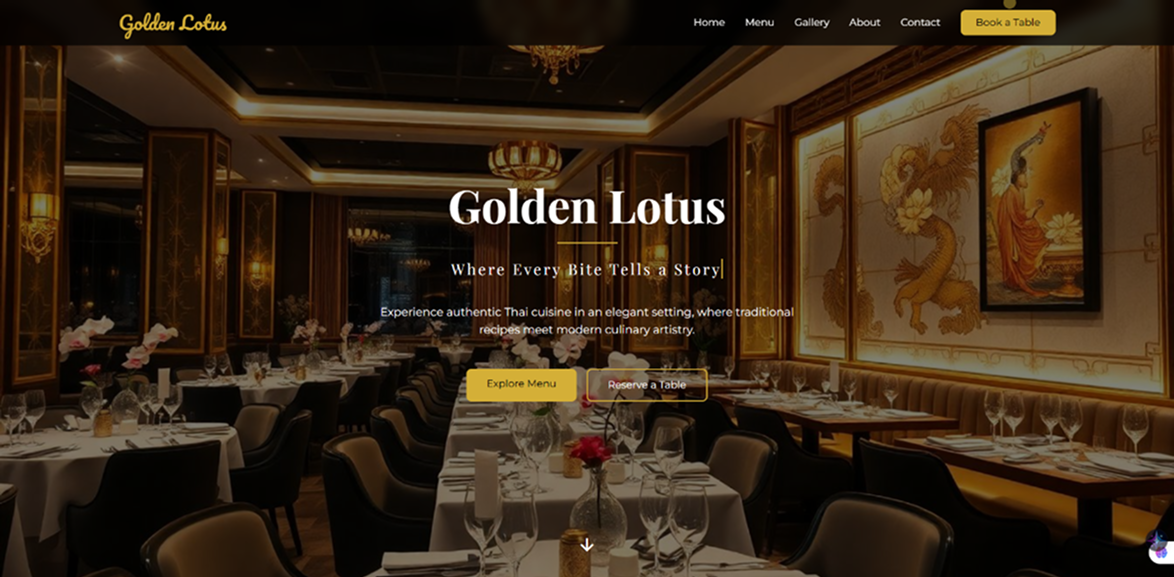 Golden Lotus
Home Menu Gallery About Contact Book a Table
Golden Lotus
Where Every Bite Tells a Story
Experience authentic Thai cuisine in an elegant setting, where traditional
recipes meet modern culinary artistry.
Explore Menu Reserve a Table